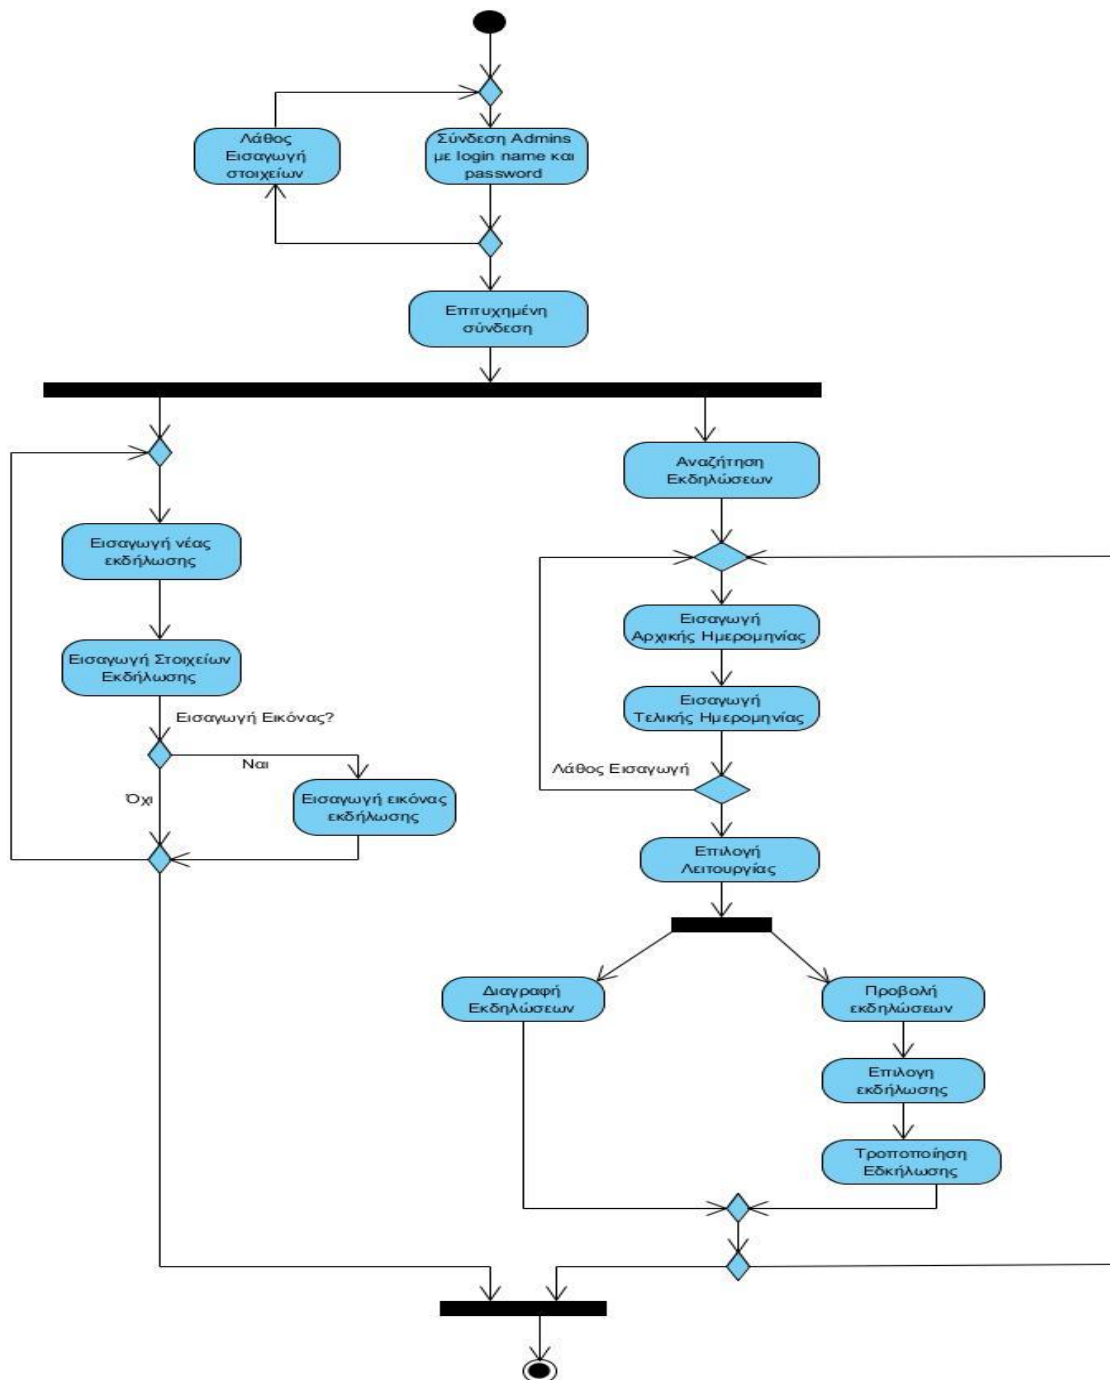 Λάθος
Εισαγωγή
στοιχείων
Σύνδεση Admins
με login name και
password
Επιτυχημένη
σύνδεση
Εισαγωγή νέας
εκδήλωσης
Εισαγωγή Στοιχείων
Εκδήλωσης
Εισαγωγή Εικόνας?
Ναι
Όχι
Εισαγωγή εικόνας
εκδήλωσης
Αναζήτηση
Εκδηλώσεων
Εισαγωγή
Αρχικής Ημερομηνίας
Εισαγωγή
Τελικής Ημερομηνίας
Λάθος Εισαγωγή
Επιλογή
Λειτουργίας
Διαγραφή
Εκδηλώσεων
Προβολή
εκδηλώσεων
Επιλογη
εκδήλωσης
Τροποποίηση
Εδκήλωσης